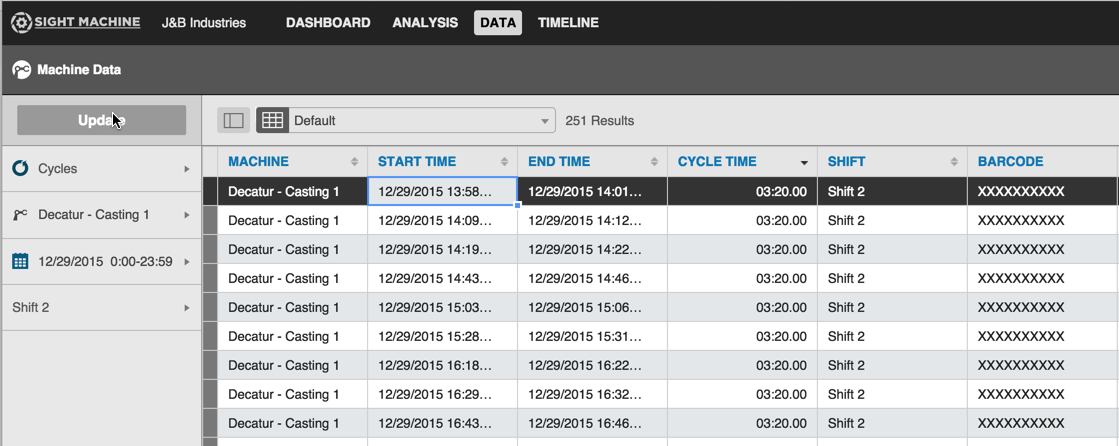 SIGHT MACHINE J&B Industries DASHBOARD ANALYSIS DATA TIMELINE
Machine Data
Update Default 251 Results
MACHINE START TIME END TIME CYCLE TIME SHIFT BARCODE
Cycles
Decatur - Casting 1
12/29/2015 0:00-23:59
Shift 2
Decatur - Casting 1 12/29/2015 13:58... 12/29/2015 14:01... 03:20.00 Shift 2 XXXXXXXXXX
Decatur - Casting 1 12/29/2015 14:09... 12/29/2015 14:12... 03:20.00 Shift 2 XXXXXXXXXX
Decatur - Casting 1 12/29/2015 14:19... 12/29/2015 14:22... 03:20.00 Shift 2 XXXXXXXXXX
Decatur - Casting 1 12/29/2015 14:43... 12/29/2015 14:46... 03:20.00 Shift 2 XXXXXXXXXX
Decatur - Casting 1 12/29/2015 15:03... 12/29/2015 15:06... 03:20.00 Shift 2 XXXXXXXXXX
Decatur - Casting 1 12/29/2015 15:28... 12/29/2015 15:31... 03:20.00 Shift 2 XXXXXXXXXX
Decatur - Casting 1 12/29/2015 16:18... 12/29/2015 16:22... 03:20.00 Shift 2 XXXXXXXXXX
Decatur - Casting 1 12/29/2015 16:29... 12/29/2015 16:32... 03:20.00 Shift 2 XXXXXXXXXX
Decatur - Casting 1 12/29/2015 16:43... 12/29/2015 16:46... 03:20.00 Shift 2 XXXXXXXXXX